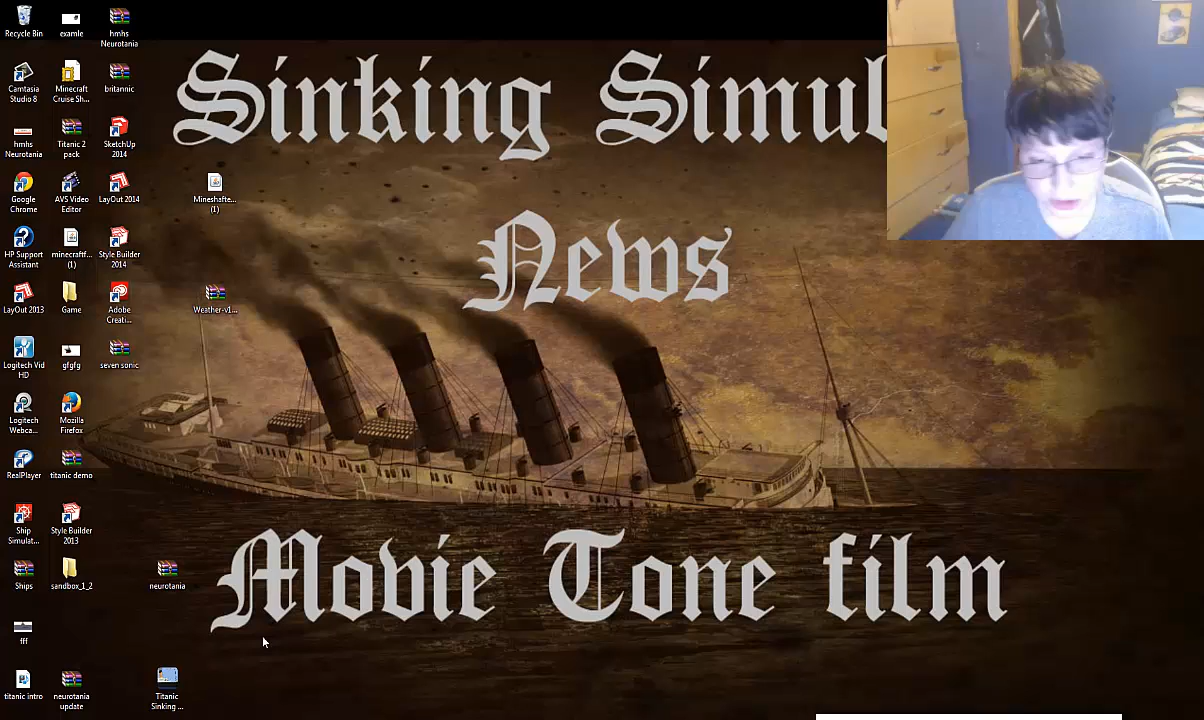 Sinking Simul
News
Movie Tone film
Recycle Bin
examle
hmhs Neurotania
Camtasia Studio 8
Minecraft Cruise Sh...
britannic
hmhs Neurotania
Titanic 2 pack
SketchUp 2014
Google Chrome
AVS Video Editor
LayOut 2014
Mineshafte... (1)
HP Support Assistant
minecraftf... (1)
Style Builder 2014
LayOut 2013
Game
Adobe Creati...
Weather-v1...
Logitech Vid HD
gfgfg
seven sonic
Logitech Webca...
Mozilla Firefox
RealPlayer
titanic demo
Ship Simulat...
Style Builder 2013
Ships
sandbox_1_2
neurotania
fff
titanic intro
neurotania update
Titanic Sinking ...